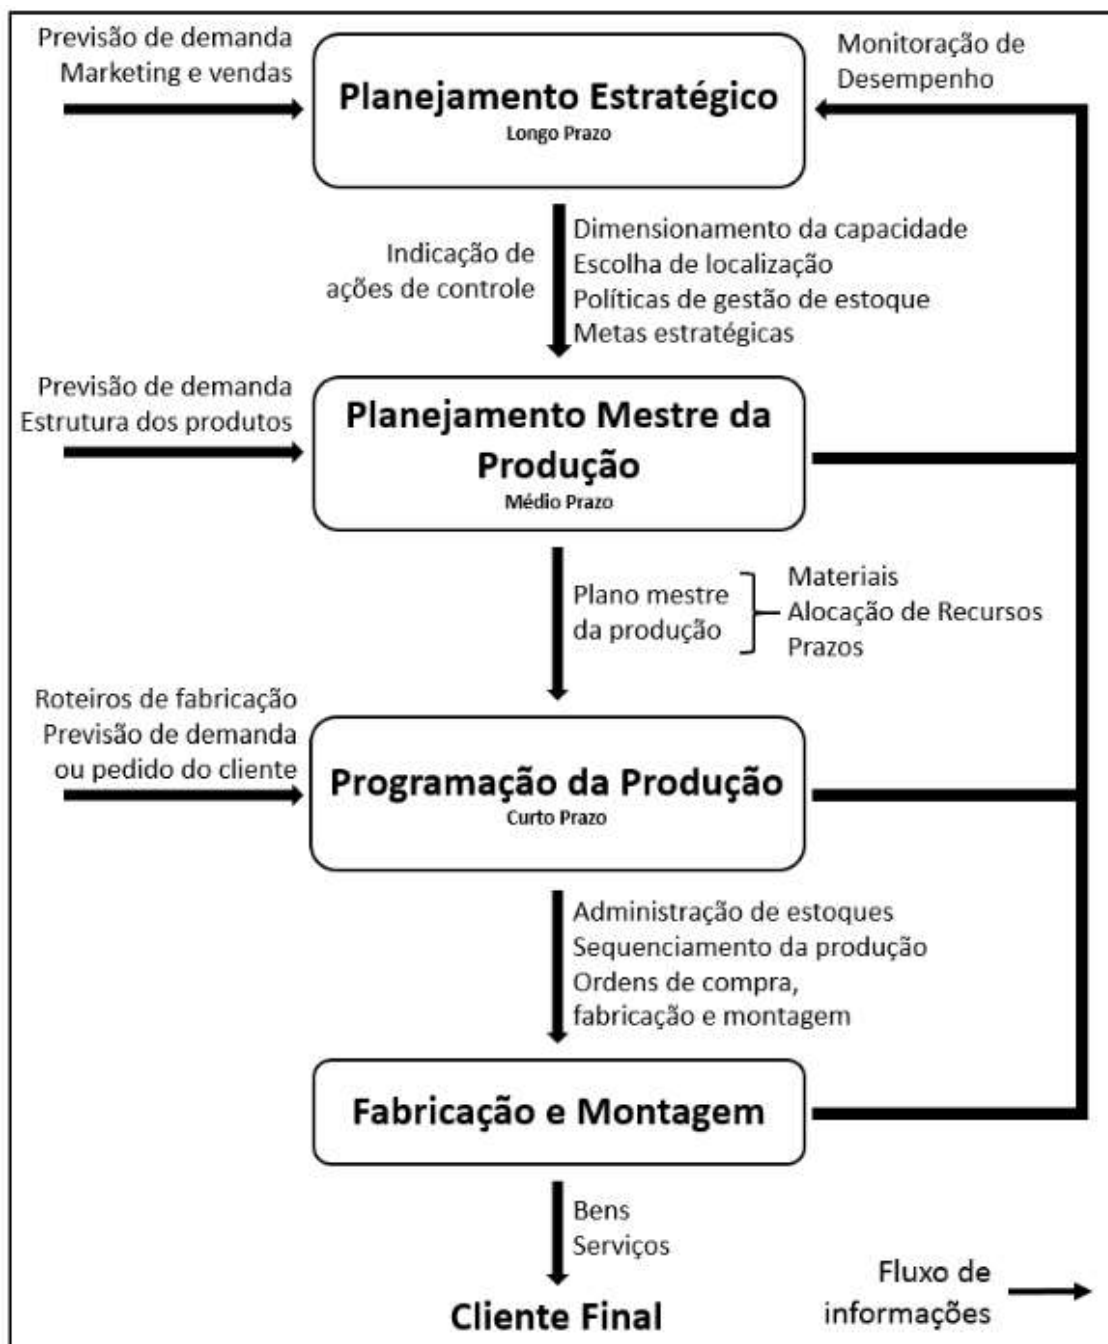 Previsão de demanda
Marketing e vendas
Planejamento Estratégico
Longo Prazo
Monitoração de
Desempenho
Indicação de
ações de controle
Dimensionamento da capacidade
Escolha de localização
Políticas de gestão de estoque
Metas estratégicas
Previsão de demanda
Estrutura dos produtos
Planejamento Mestre da
Produção
Médio Prazo
Plano mestre
da produção
Materiais
Alocação de Recursos
Prazos
Roteiros de fabricação
Previsão de demanda
ou pedido do cliente
Programação da Produção
Curto Prazo
Administração de estoques
Sequenciamento da produção
Ordens de compra,
fabricação e montagem
Fabricação e Montagem
Bens
Serviços
Cliente Final
Fluxo de
informações